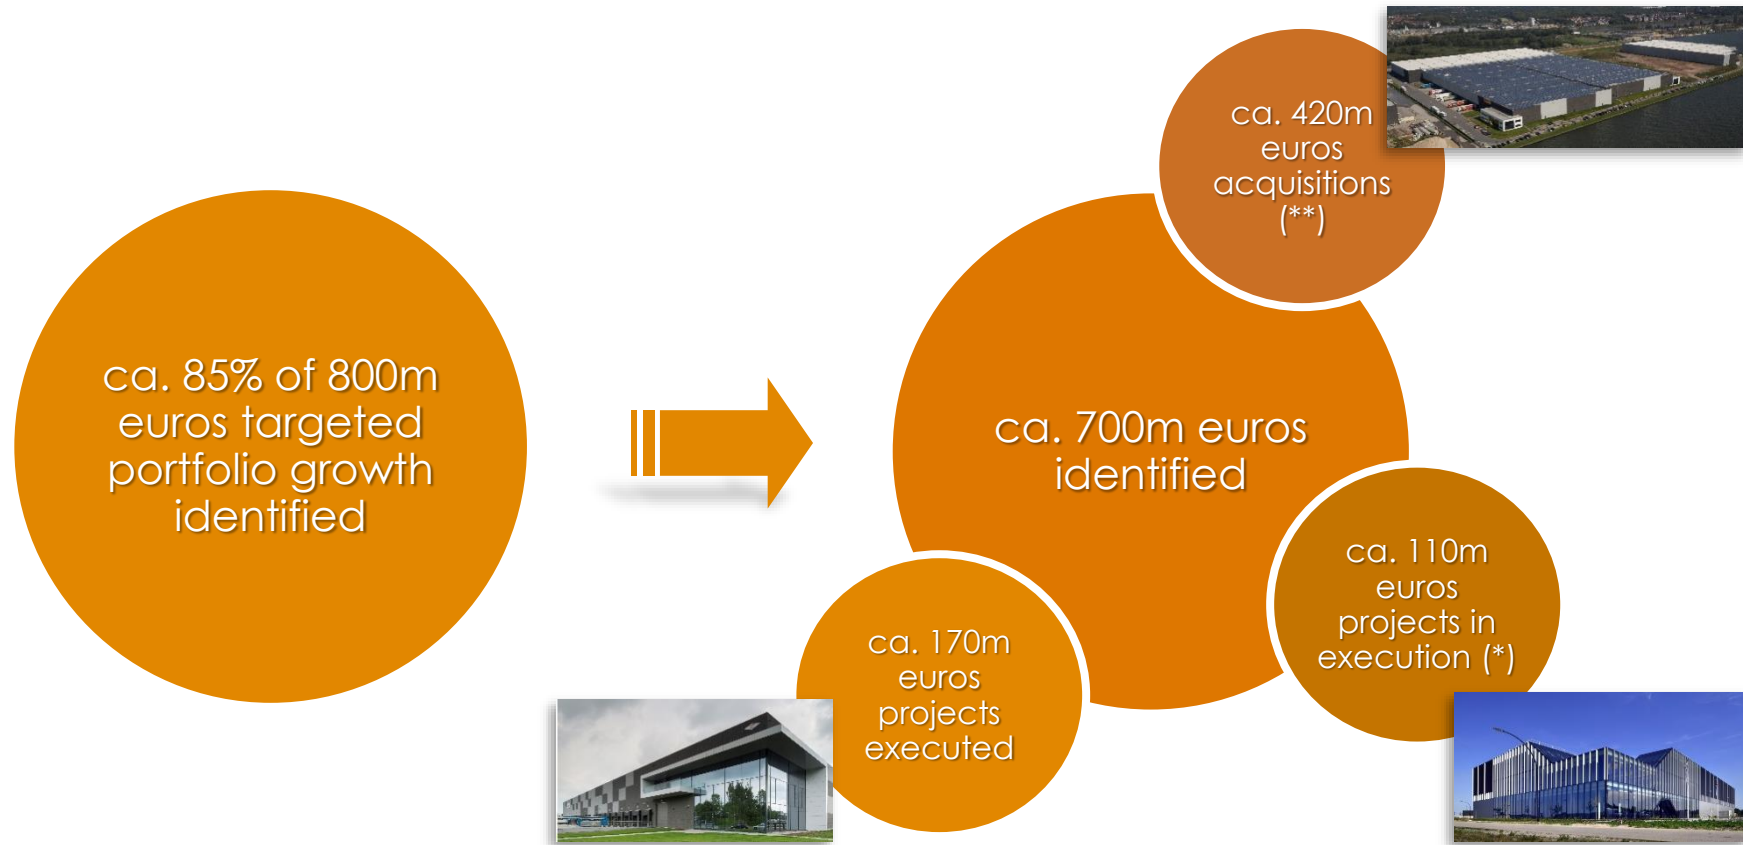 ca. 85% of 800m
euros targeted
portfolio growth
identified
ca. 700m euros
identified
ca. 420m
euros
acquisitions
(**)
ca. 110m
euros
projects in
execution (*)
ca. 170m
euros
projects
executed